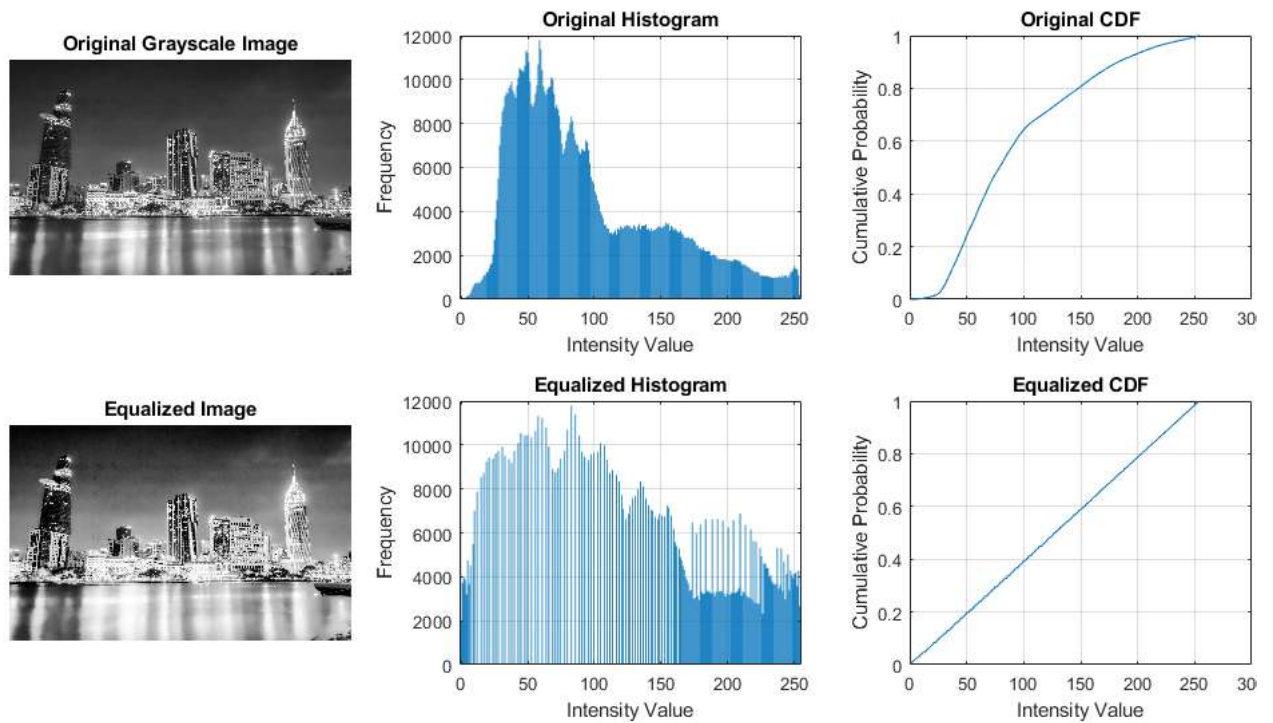 Original Grayscale Image
Original Histogram
12000
10000
8000
6000
4000
2000
0
Frequency
0 50 100 150 200 250
Intensity Value
Original CDF
1
0.8
0.6
0.4
0.2
0
Cumulative Probability
0 50 100 150 200 250 30
Intensity Value
Equalized Image
Equalized Histogram
12000
10000
8000
6000
4000
2000
0
Frequency
0 50 100 150 200 250
Intensity Value
Equalized CDF
1
0.8
0.6
0.4
0.2
0
Cumulative Probability
0 50 100 150 200 250 30
Intensity Value